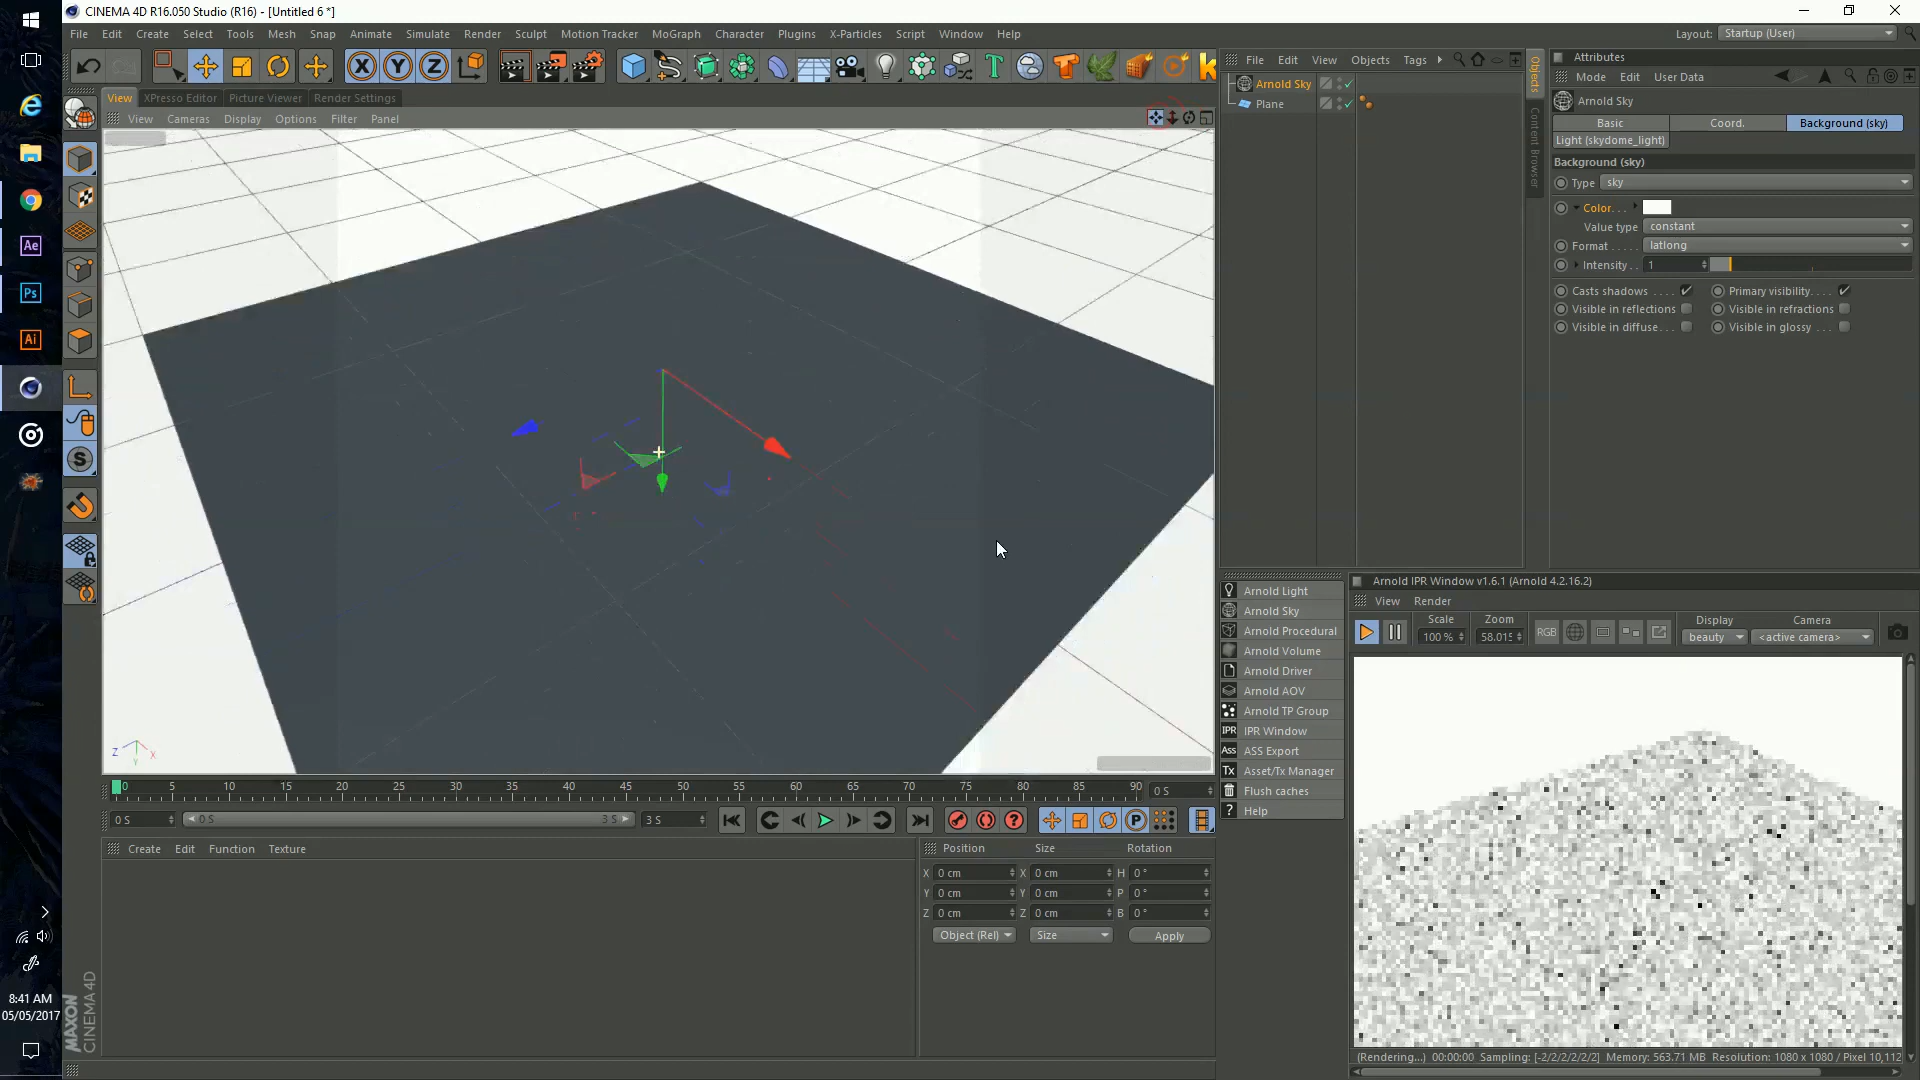 CINEMA 4D R16.050 Studio (R16) - [Untitled 6 *]
File Edit Create Select Tools Mesh Snap Animate Simulate Render Sculpt Motion Tracker MoGraph Character Plugins X-Particles Script Window Help
Layout: Startup (User)
File Edit View Objects Tags
Attributes
Mode Edit User Data
View XPresso Editor Picture Viewer Render Settings
View Cameras Display Options Filter Panel
Arnold Sky
Plane
Objects
Content Browser
Arnold Sky
Basic Coord. Background (sky)
Light (skydome_light)
Background (sky)
Type sky
Color. . .
Value type constant
Format . . . . . latlong
Intensity . . 1
Casts shadows . . . . Primary visibility. . . .
Visible in reflections Visible in refractions
Visible in diffuse. . . Visible in glossy . . .
Ae
Ps
Ai
X Y Z
S
Z X Y
Arnold Light
Arnold Sky
Arnold Procedural
Arnold Volume
Arnold Driver
Arnold AOV
Arnold TP Group
IPR IPR Window
Ass ASS Export
Tx Asset/Tx Manager
Flush caches
? Help
Arnold IPR Window v1.6.1 (Arnold 4.2.16.2)
View Render
Scale Zoom Display Camera
100 % 58.015 RGB beauty <active camera>
0 5 10 15 20 25 30 35 40 45 50 55 60 65 70 75 80 85 90 0 S
0 S 0 S 3 S 3 S
Create Edit Function Texture
Position Size Rotation
X 0 cm X 0 cm H 0 °
Y 0 cm Y 0 cm P 0 °
Z 0 cm Z 0 cm B 0 °
Object (Rel) Size Apply
8:41 AM
05/05/2017
MAXON
CINEMA 4D
(Rendering...) 00:00:00 Sampling: [-2/2/2/2/2/2] Memory: 563.71 MB Resolution: 1080 x 1080 / Pixel 10,112